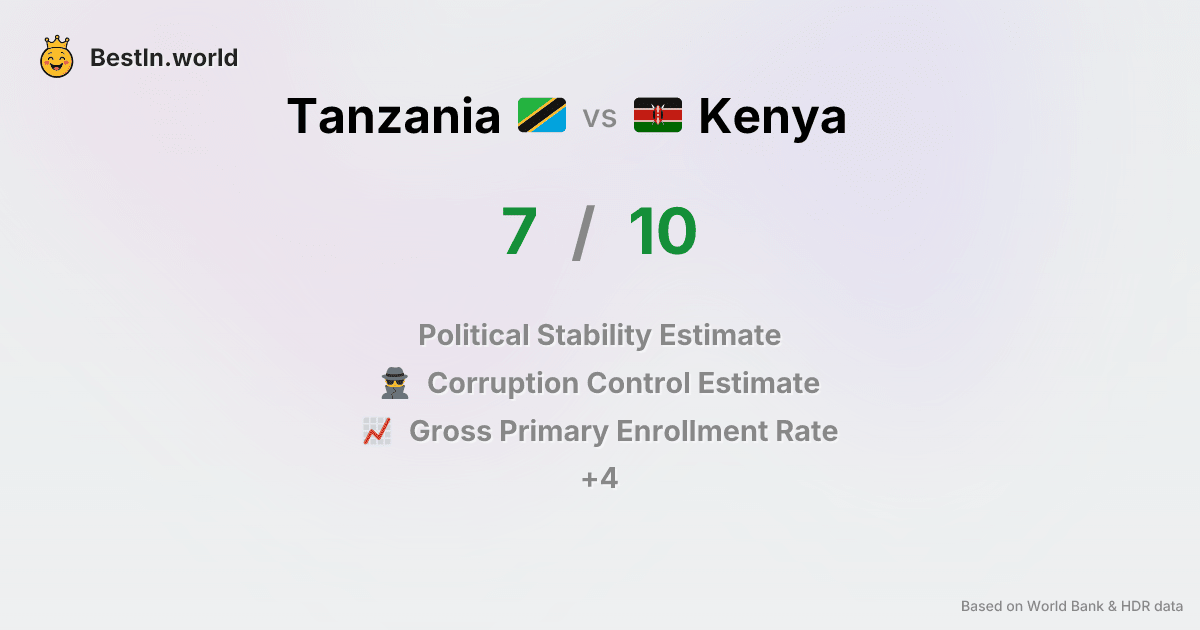 BestIn.world
Tanzania vs Kenya
7 / 10
Political Stability Estimate
Corruption Control Estimate
Gross Primary Enrollment Rate
+4
Based on World Bank & HDR data